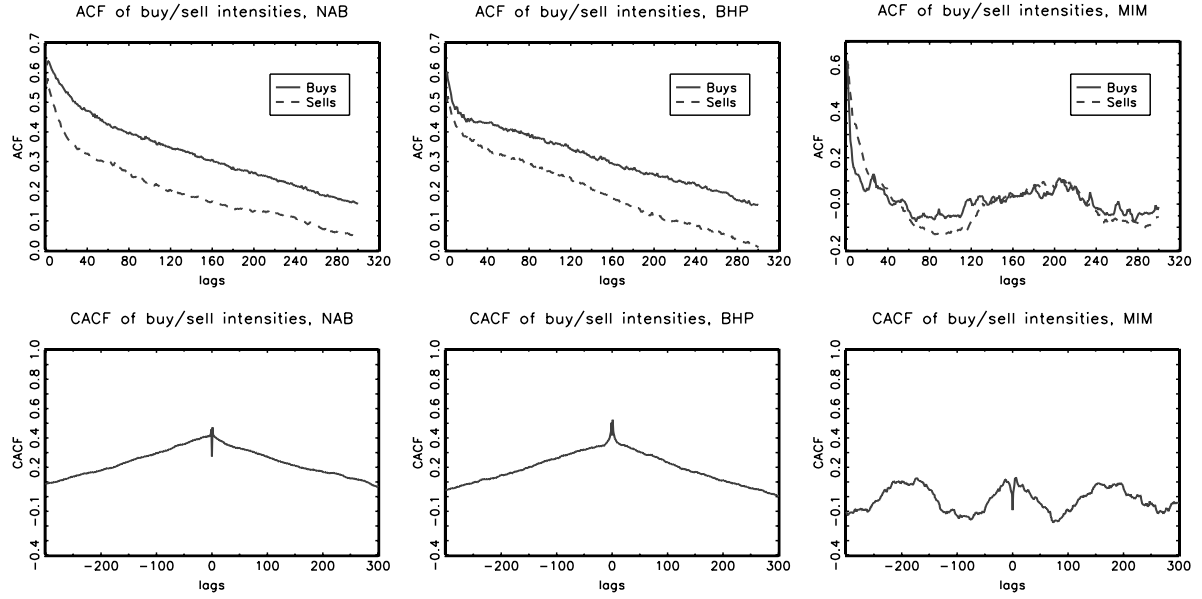 ACF of buy/sell intensities, NAB
ACF
0.0 0.1 0.2 0.3 0.4 0.5 0.6 0.7
Buys
Sells
0 40 80 120 160 200 240 280 320
lags
ACF of buy/sell intensities, BHP
ACF
0.0 0.1 0.2 0.3 0.4 0.5 0.6 0.7
Buys
Sells
0 40 80 120 160 200 240 280 320
lags
ACF of buy/sell intensities, MIM
ACF
-0.2 -0.0 0.2 0.4 0.6
Buys
Sells
0 40 80 120 160 200 240 280 320
lags
CACF of buy/sell intensities, NAB
CACF
-0.4 -0.1 0.2 0.4 0.6 0.8 1.0
-200 -100 0 100 200 300
lags
CACF of buy/sell intensities, BHP
CACF
-0.4 -0.1 0.2 0.4 0.6 0.8 1.0
-200 -100 0 100 200 300
lags
CACF of buy/sell intensities, MIM
CACF
-0.4 -0.1 0.2 0.4 0.6 0.8 1.0
-200 -100 0 100 200 300
lags